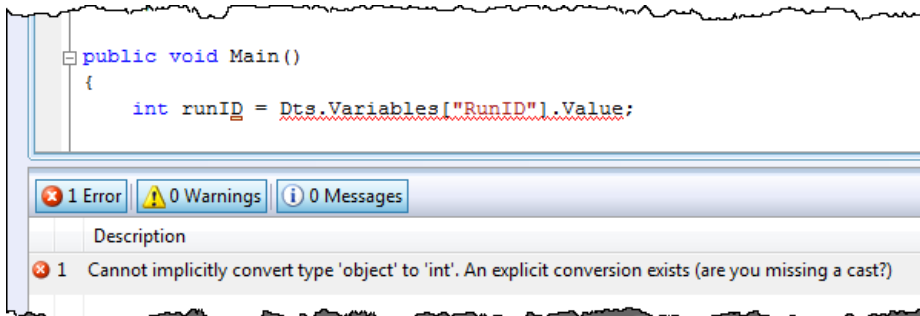 public void Main()
{
int runID = Dts.Variables["RunID"].Value;
1 Error 0 Warnings 0 Messages
Description
1 Cannot implicitly convert type 'object' to 'int'. An explicit conversion exists (are you missing a cast?)